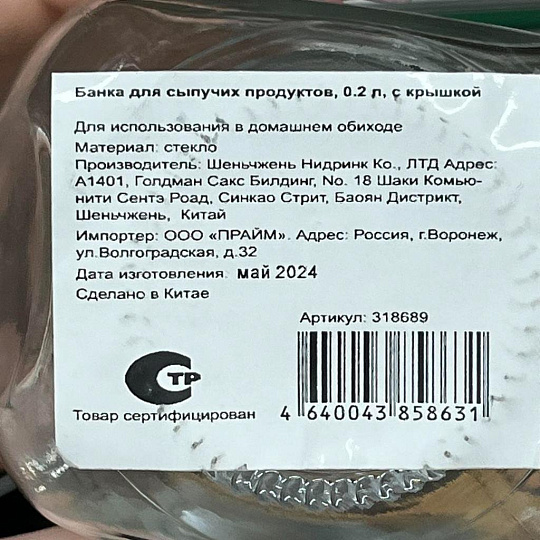 Банка для сыпучих продуктов, 0.2 л, с крышкой
Для использования в домашнем обиходе
Материал: стекло
Производитель: Шеньчжень Нидринк Ко., ЛТД Адрес:
А1401, Голдман Сакс Билдинг, No. 18 Шаки Комью-
нити Сентэ Роад, Синкао Стрит, Баоян Дистрикт,
Шеньчжень, Китай
Импортер: ООО «ПРАЙМ». Адрес: Россия, г.Воронеж,
ул.Волгоградская, д.32
Дата изготовления: май 2024
Сделано в Китае
Артикул: 318689
СТР
Товар сертифицирован
4 640043 858631